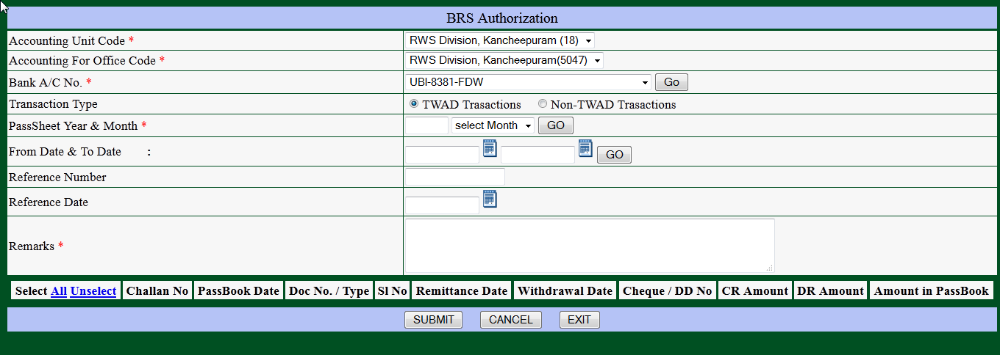 BRS Authorization
Accounting Unit Code * RWS Division, Kancheepuram (18)
Accounting For Office Code * RWS Division, Kancheepuram(5047)
Bank A/C No. * UBI-8381-FDW Go
Transaction Type TWAD Trasactions Non-TWAD Trasactions
PassSheet Year & Month * select Month GO
From Date & To Date : GO
Reference Number
Reference Date
Remarks *
Select All Unselect Challan No PassBook Date Doc No. / Type Sl No Remittance Date Withdrawal Date Cheque / DD No CR Amount DR Amount Amount in PassBook
SUBMIT CANCEL EXIT